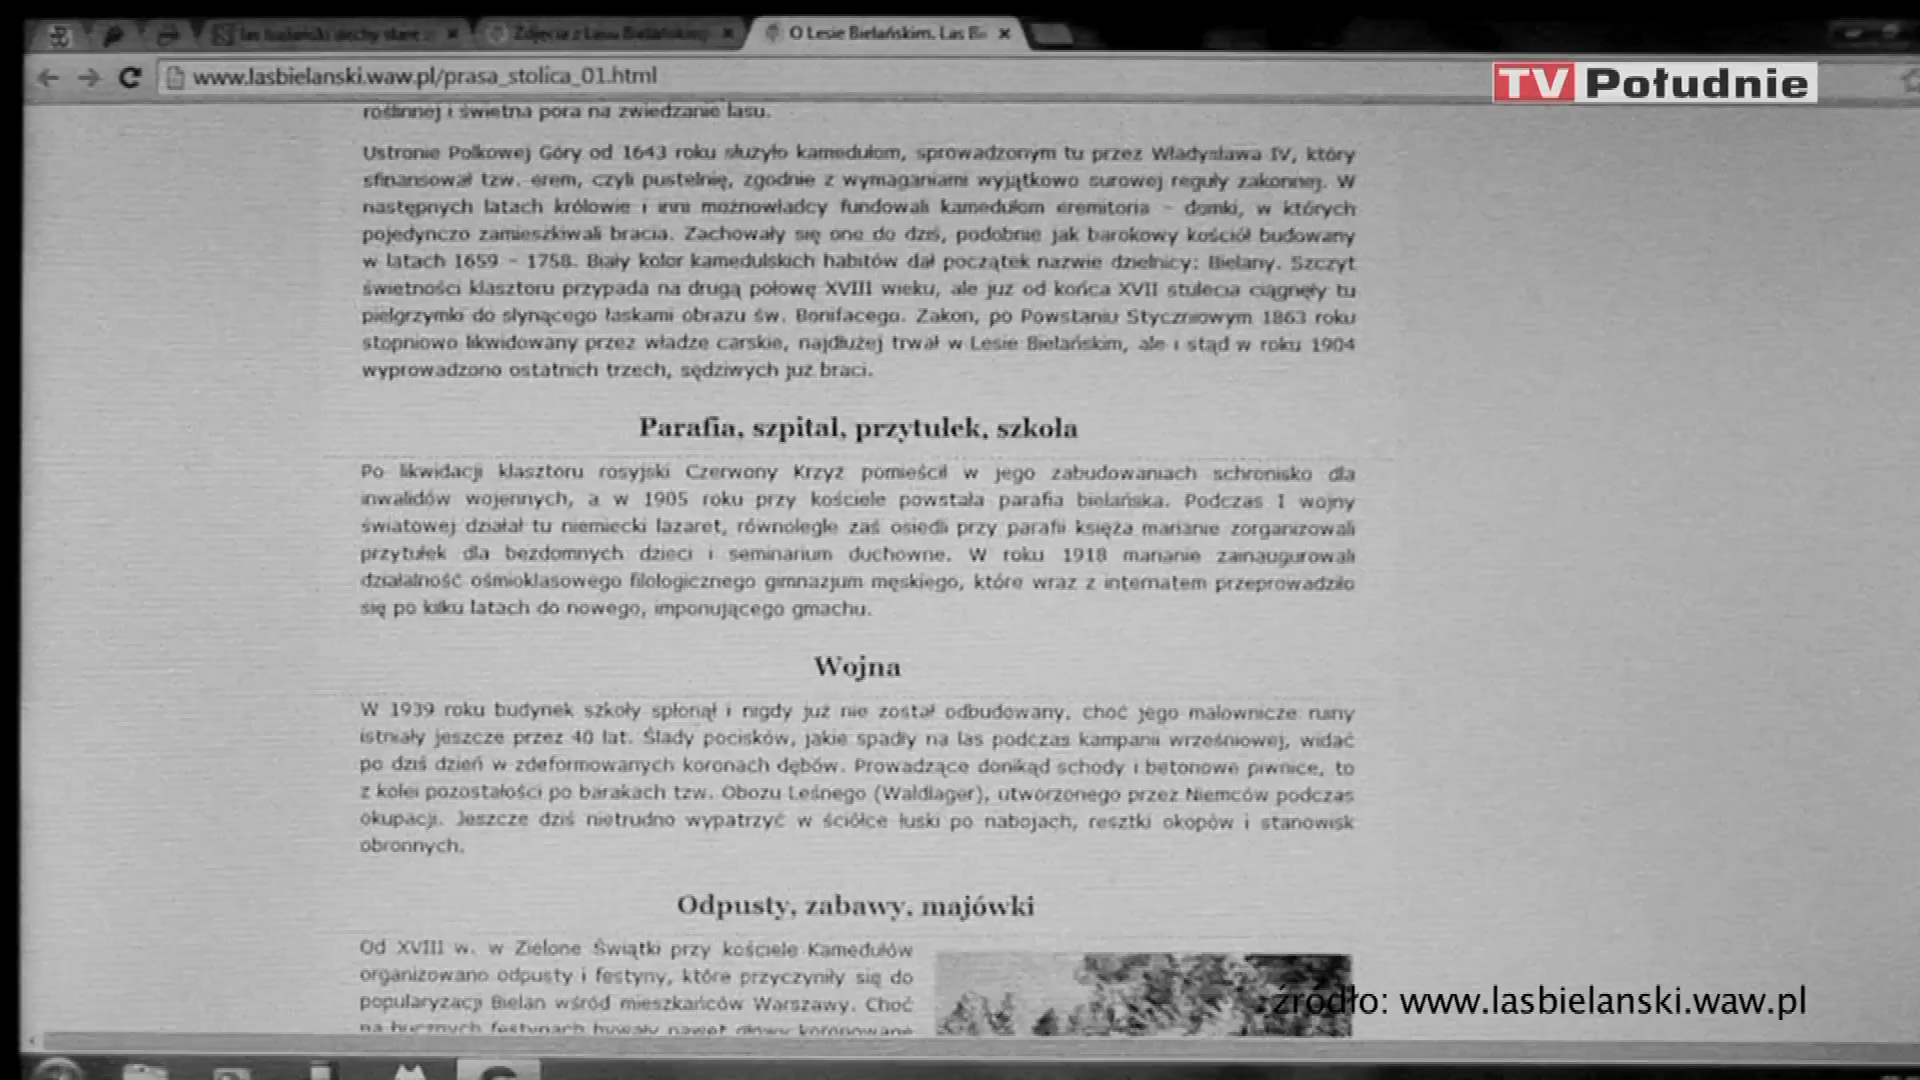 O Lesie Bielańskim. Las Bi
www.lasbielanski.waw.pl/prasa_stolica_01.html
TV Południe
roślinnej i świetna pora na zwiedzanie lasu.
Ustronie Polkowej Góry od 1643 roku służyło kamedułom, sprowadzonym tu przez Władysława IV, który
sfinansował tzw. erem, czyli pustelnię, zgodnie z wymaganiami wyjątkowo surowej reguły zakonnej. W
następnych latach królowie i inni możnowładcy fundowali kamedułom eremitoria - domki, w których
pojedynczo zamieszkiwali bracia. Zachowały się one do dziś, podobnie jak barokowy kościół budowany
w latach 1659 - 1758. Biały kolor kamedulskich habitów dał początek nazwie dzielnicy: Bielany. Szczyt
świetności klasztoru przypada na drugą połowę XVIII wieku, ale już od końca XVII stulecia ciągnęły tu
pielgrzymki do słynącego łaskami obrazu św. Bonifacego. Zakon, po Powstaniu Styczniowym 1863 roku
stopniowo likwidowany przez władze carskie, najdłużej trwał w Lesie Bielańskim, ale i stąd w roku 1904
wyprowadzono ostatnich trzech, sędziwych już braci.
Parafia, szpital, przytułek, szkoła
Po likwidacji klasztoru rosyjski Czerwony Krzyż pomieścił w jego zabudowaniach schronisko dla
inwalidów wojennych, a w 1905 roku przy kościele powstała parafia bielańska. Podczas I wojny
światowej działał tu niemiecki lazaret, równolegle zaś osiedli przy parafii księża marianie zorganizowali
przytułek dla bezdomnych dzieci i seminarium duchowne. W roku 1918 marianie zainaugurowali
działalność ośmioklasowego filologicznego gimnazjum męskiego, które wraz z internatem przeprowadziło
się po kilku latach do nowego, imponującego gmachu.
Wojna
W 1939 roku budynek szkoły spłonął i nigdy już nie został odbudowany, choć jego malownicze ruiny
istniały jeszcze przez 40 lat. Ślady pocisków, jakie spadły na las podczas kampanii wrześniowej, widać
po dziś dzień w zdeformowanych koronach dębów. Prowadzące donikąd schody i betonowe piwnice, to
z kolei pozostałości po barakach tzw. Obozu Leśnego (Waldlager), utworzonego przez Niemców podczas
okupacji. Jeszcze dziś nietrudno wypatrzyć w ściółce łuski po nabojach, resztki okopów i stanowisk
obronnych.
Odpusty, zabawy, majówki
Od XVIII w. w Zielone Świątki przy kościele Kamedułów
organizowano odpusty i festyny, które przyczyniły się do
popularyzacji Bielan wśród mieszkańców Warszawy. Choć
na hucznych festynach bywały nawet głowy koronowane
źródło: www.lasbielanski.waw.pl